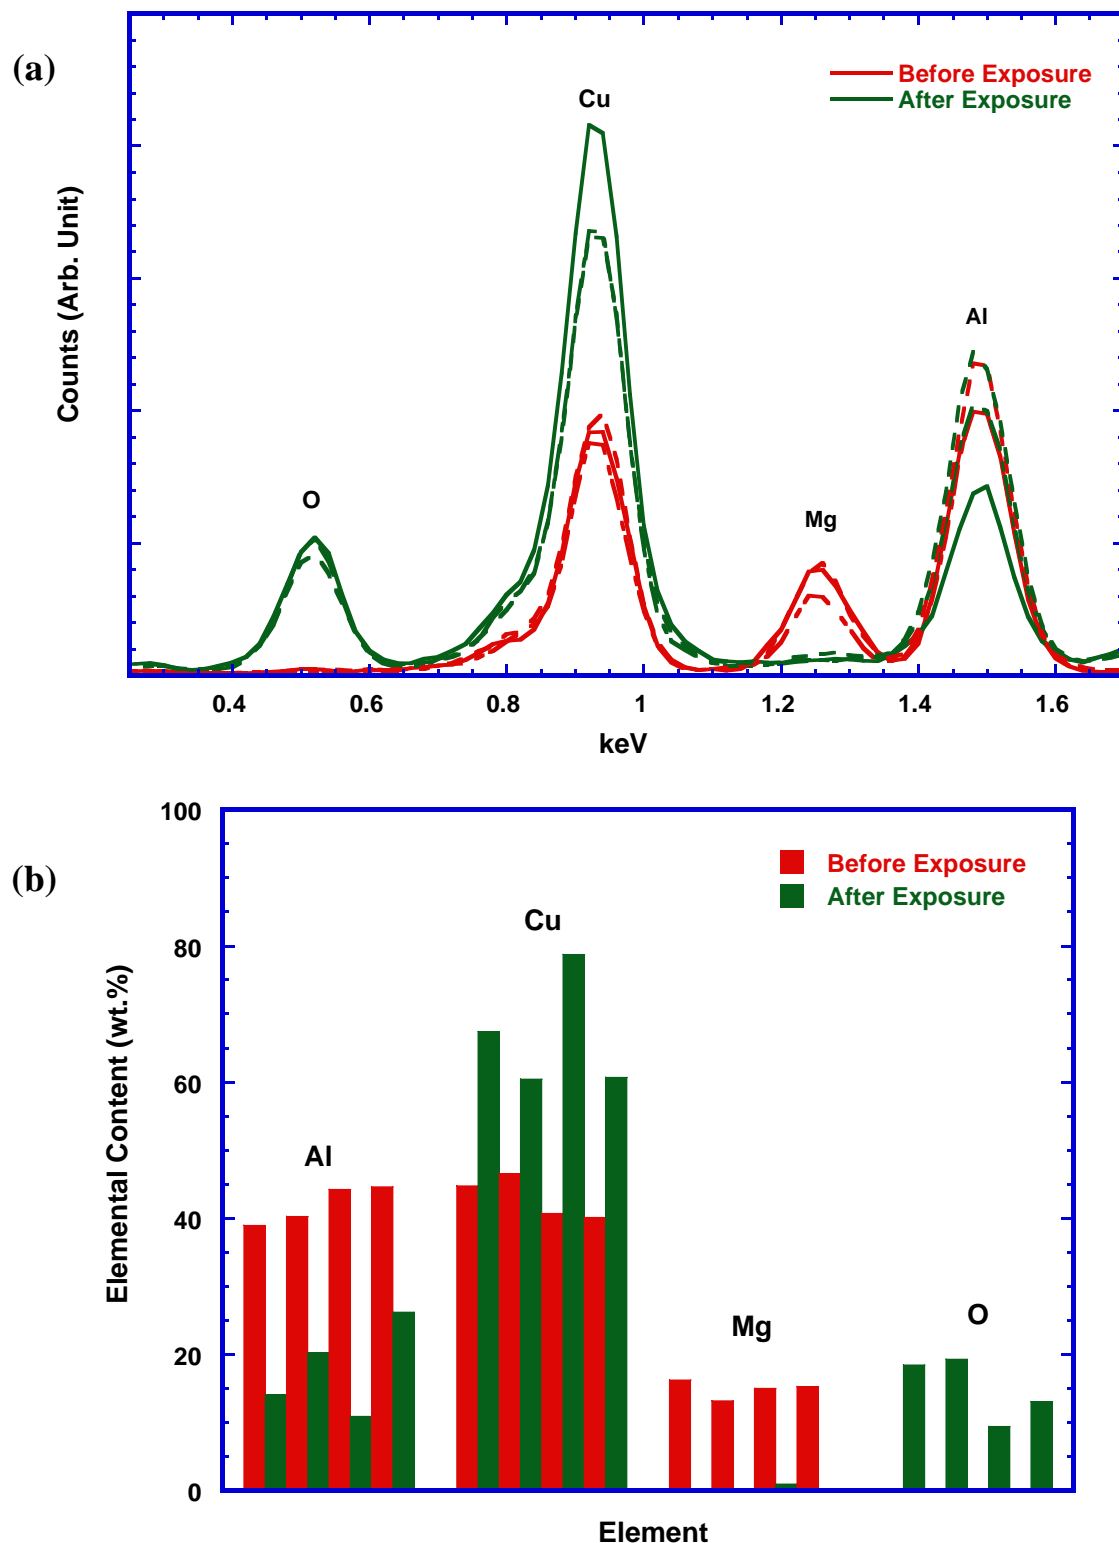 (a)
Before Exposure
After Exposure
Cu
Al
O
Mg
Counts (Arb. Unit)
0.4 0.6 0.8 1 1.2 1.4 1.6
keV
(b)
Before Exposure
After Exposure
100
80
60
40
20
0
Cu
Al
Mg
O
Elemental Content (wt.%)
Element